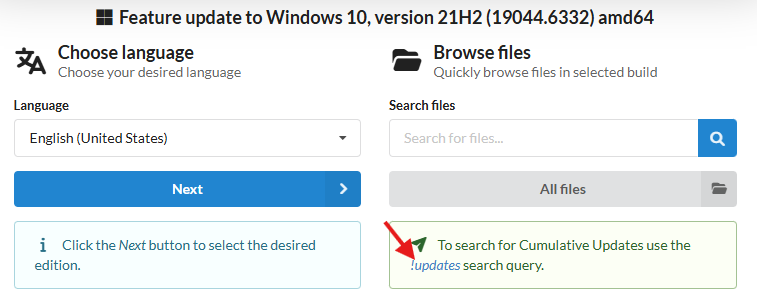 Feature update to Windows 10, version 21H2 (19044.6332) amd64
Choose language
Choose your desired language
Language
English (United States)
Next
Click the Next button to select the desired
edition.
Browse files
Quickly browse files in selected build
Search files
Search for files...
All files
To search for Cumulative Updates use the
!updates search query.